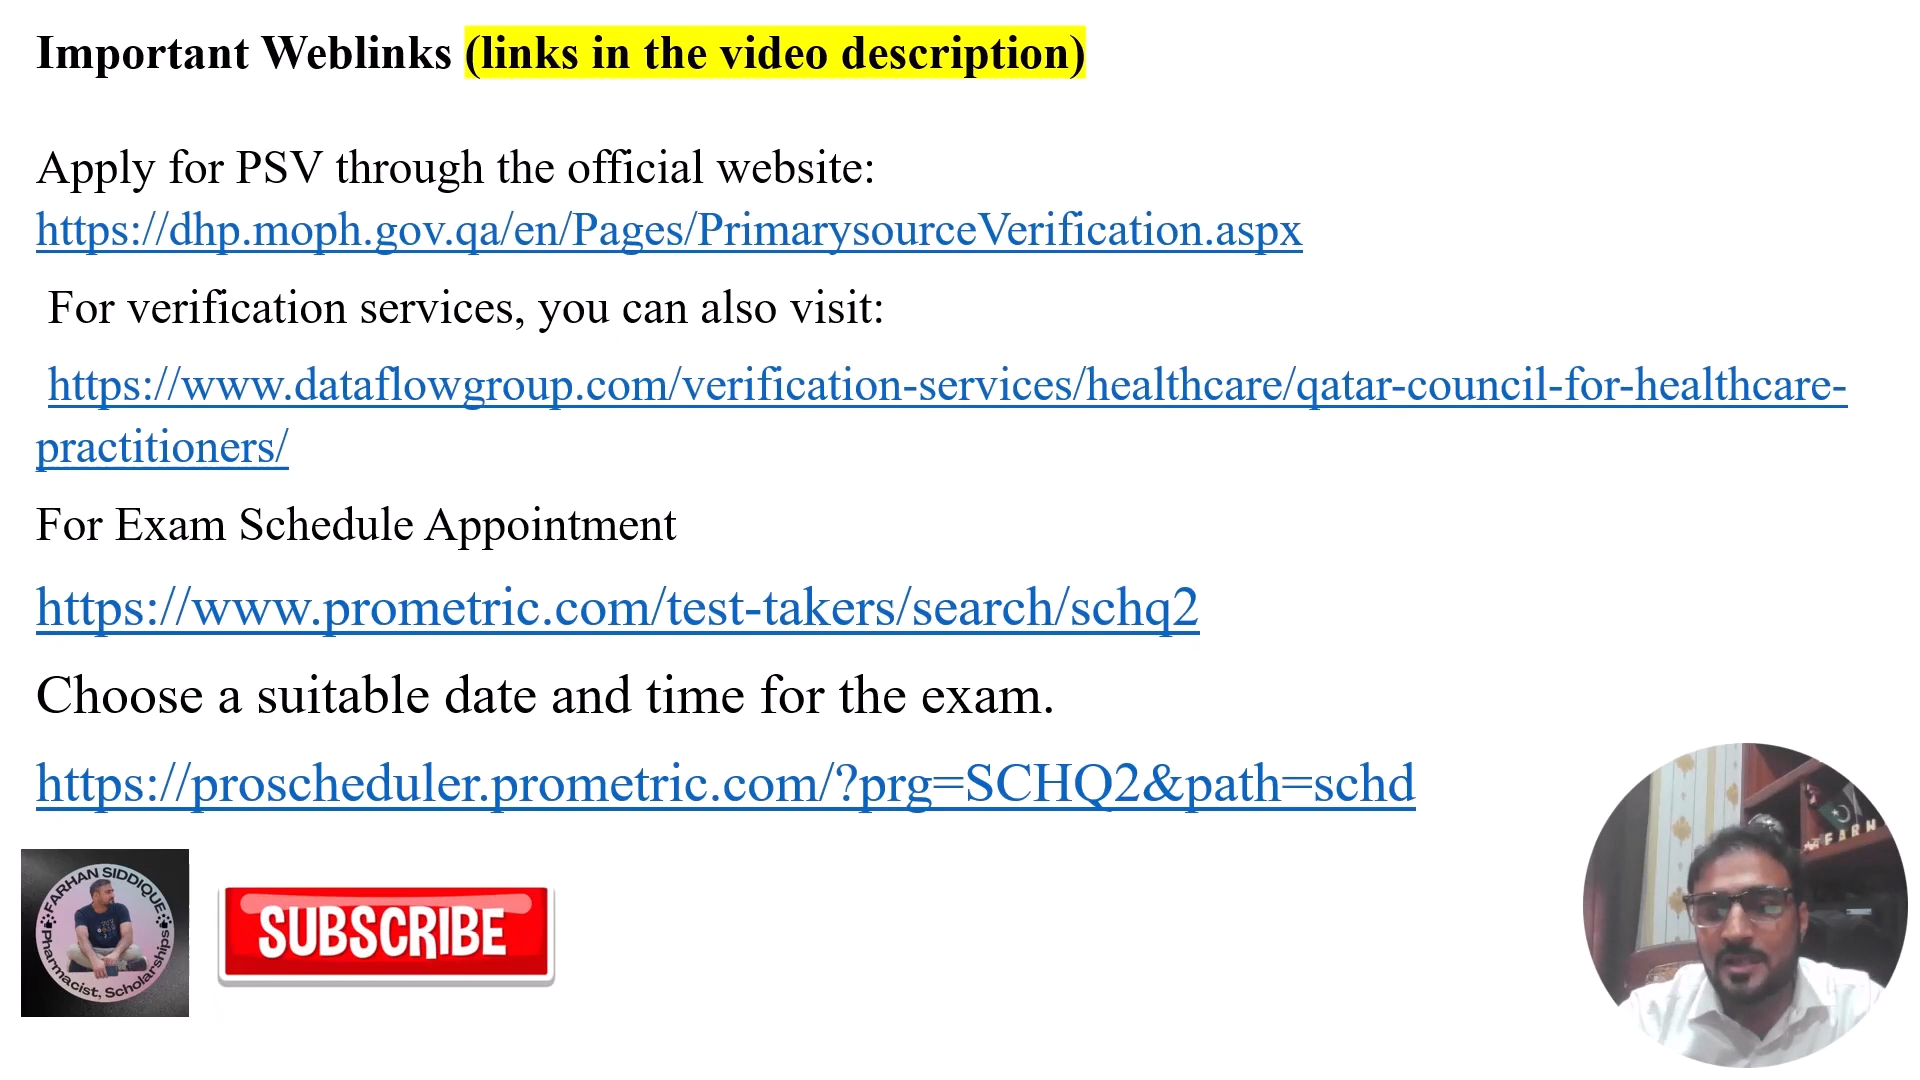 Important Weblinks (links in the video description)
Apply for PSV through the official website:
https://dhp.moph.gov.qa/en/Pages/PrimarysourceVerification.aspx
For verification services, you can also visit:
https://www.dataflowgroup.com/verification-services/healthcare/qatar-council-for-healthcare-
practitioners/
For Exam Schedule Appointment
https://www.prometric.com/test-takers/search/schq2
Choose a suitable date and time for the exam.
https://proscheduler.prometric.com/?prg=SCHQ2&path=schd
FARHAN SIDDIQUE
Pharmacist, Scholarships
SUBSCRIBE
FARH